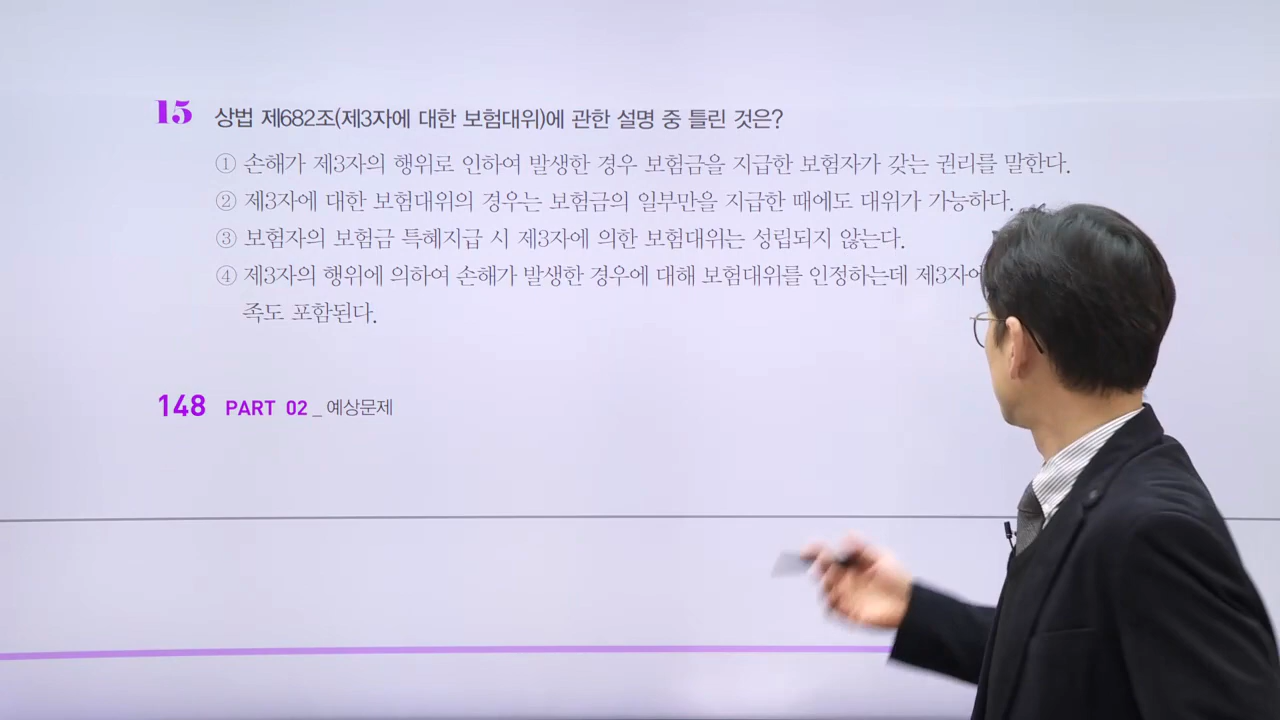 15 상법 제682조(제3자에 대한 보험대위)에 관한 설명 중 틀린 것은?
① 손해가 제3자의 행위로 인하여 발생한 경우 보험금을 지급한 보험자가 갖는 권리를 말한다.
② 제3자에 대한 보험대위의 경우는 보험금의 일부만을 지급한 때에도 대위가 가능하다.
③ 보험자의 보험금 특혜지급 시 제3자에 의한 보험대위는 성립되지 않는다.
④ 제3자의 행위에 의하여 손해가 발생한 경우에 대해 보험대위를 인정하는데 제3자에
족도 포함된다.
148 PART 02 _ 예상문제